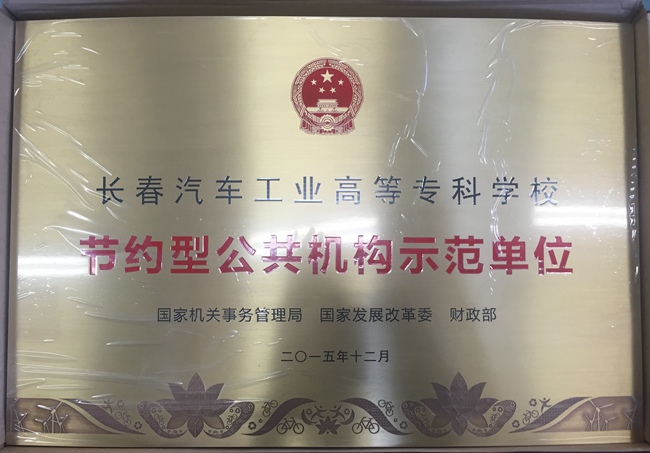 长春汽车工业高等专科学校
节约型公共机构示范单位
国家机关事务管理局 国家发展改革委 财政部
二〇一五年十二月